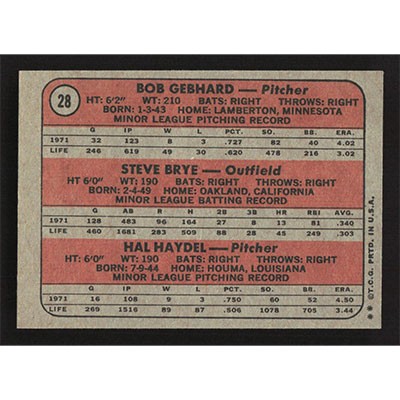 28
BOB GEBHARD — Pitcher
HT: 6'2" WT: 210 BATS: RIGHT THROWS: RIGHT
BORN: 1-3-43 HOME: LAMBERTON, MINNESOTA
MINOR LEAGUE PITCHING RECORD
G IP W L PCT. SO. BB. ERA.
1971 32 123 8 3 .727 82 40 4.02
LIFE 246 619 49 30 .620 478 216 3.62
STEVE BRYE — Outfield
HT: 6'0" WT: 190 BATS: RIGHT THROWS: RIGHT
BORN: 2-4-49 HOME: OAKLAND, CALIFORNIA
MINOR LEAGUE BATTING RECORD
G AB R H 2B 3B HR RBI AVG.
1971 128 483 96 164 27 8 14 81 .340
LIFE 460 1681 283 509 88 28 45 249 .303
HAL HAYDEL — Pitcher
HT: 6'0" WT: 190 BATS: RIGHT THROWS: RIGHT
BORN: 7-9-44 HOME: HOUMA, LOUISIANA
MINOR LEAGUE PITCHING RECORD
G IP W L PCT. SO. BB. ERA.
1971 16 108 9 3 .750 60 52 4.50
LIFE 269 1516 89 87 .506 1078 706 3.44
**©T.C.G. PRTD. IN U.S.A.